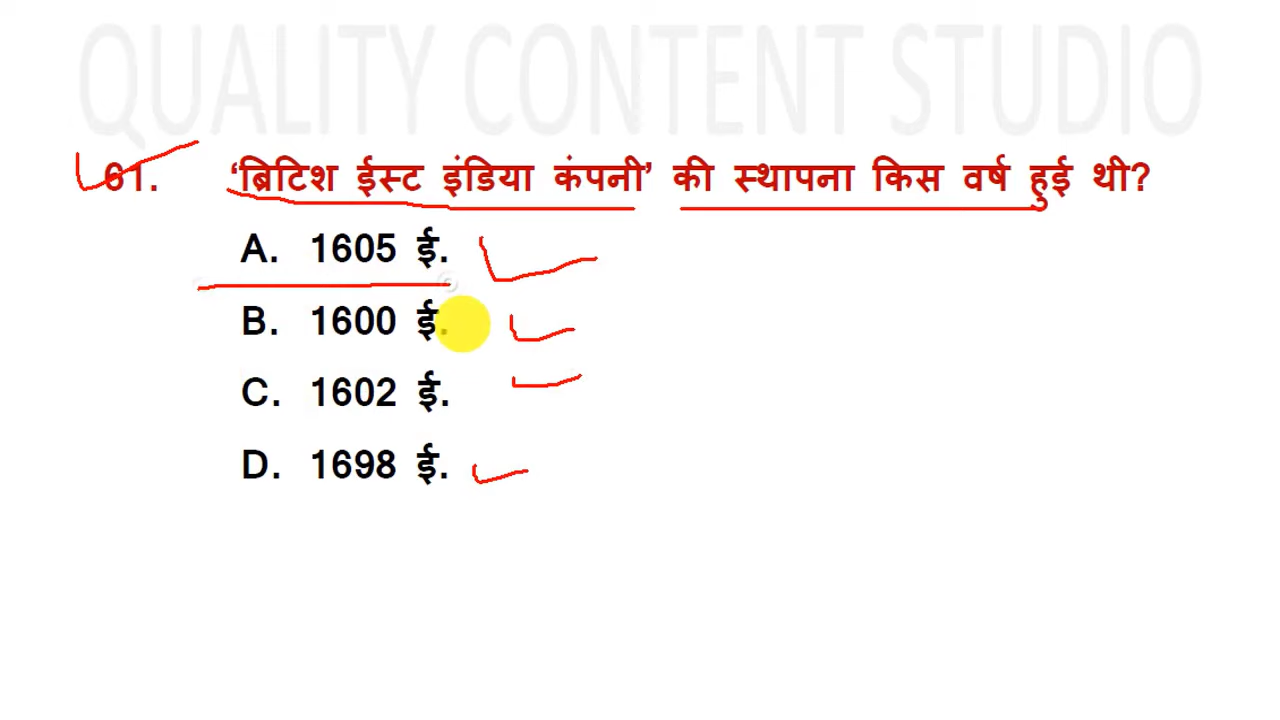 QUALITY CONTENT STUDIO
61. ‘ब्रिटिश ईस्ट इंडिया कंपनी’ की स्थापना किस वर्ष हुई थी?
A. 1605 ई.
B. 1600 ई.
C. 1602 ई.
D. 1698 ई.